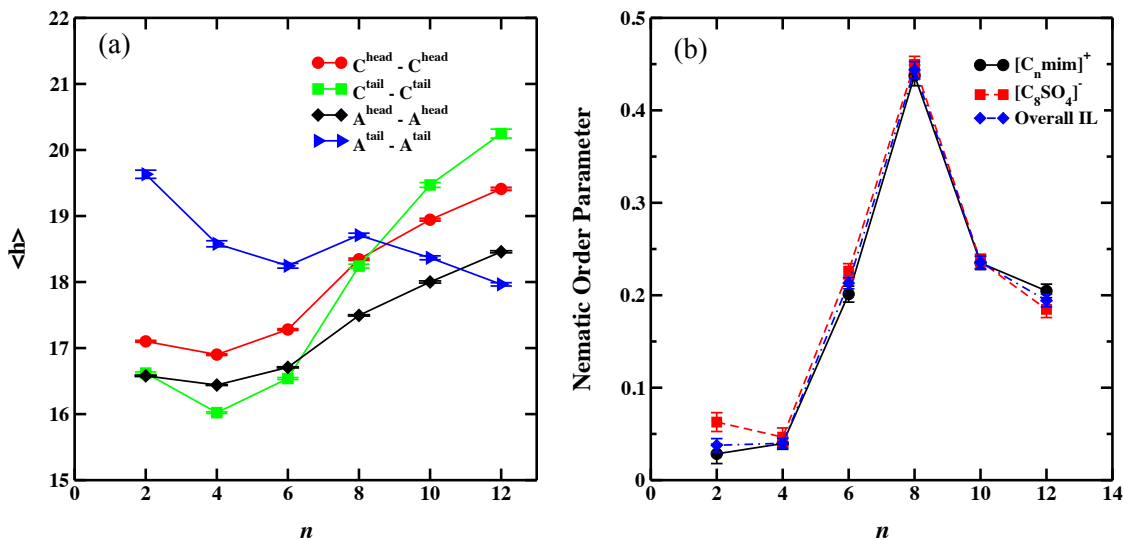 (a)
C^head - C^head
C^tail - C^tail
A^head - A^head
A^tail - A^tail
22
21
20
19
18
17
16
15
<h>
0 2 4 6 8 10 12
n
(b)
[C_nmim]^+
[C_8SO_4]^-
Overall IL
0.5
0.4
0.3
0.2
0.1
0
Nematic Order Parameter
0 2 4 6 8 10 12 14
n